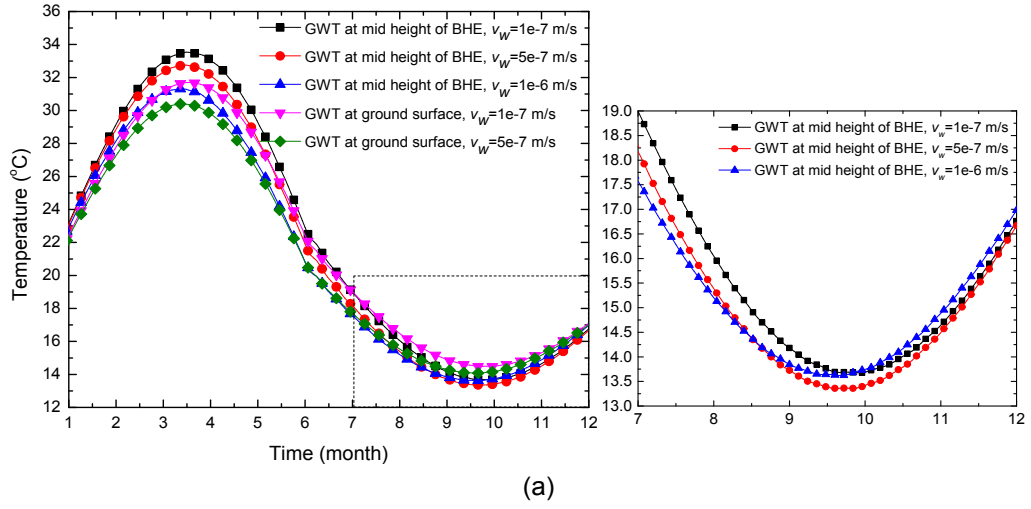 36
34
32
30
28
26
24
22
20
18
16
14
12
Temperature (°C)
1 2 3 4 5 6 7 8 9 10 11 12
Time (month)
GWT at mid height of BHE, vw=1e-7 m/s
GWT at mid height of BHE, vw=5e-7 m/s
GWT at mid height of BHE, vw=1e-6 m/s
GWT at ground surface, vw=1e-7 m/s
GWT at ground surface, vw=5e-7 m/s
19.0
18.5
18.0
17.5
17.0
16.5
16.0
15.5
15.0
14.5
14.0
13.5
13.0
7 8 9 10 11 12
GWT at mid height of BHE, vw=1e-7 m/s
GWT at mid height of BHE, vw=5e-7 m/s
GWT at mid height of BHE, vw=1e-6 m/s
(a)